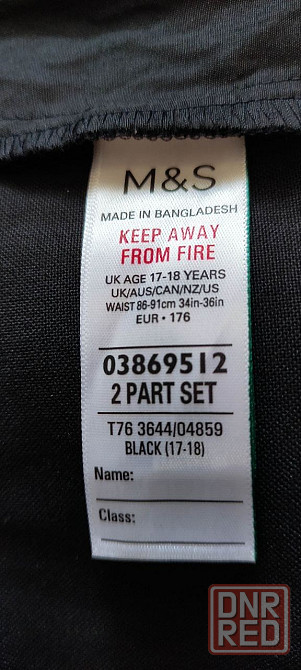 M&S
MADE IN BANGLADESH
KEEP AWAY
FROM FIRE
UK AGE 17-18 YEARS
UK/AUS/CAN/NZ/US
WAIST 86-91cm 34in-36in
EUR • 176
03869512
2 PART SET
T76 3644/04859
BLACK (17-18)
Name:
Class:
DNR
RED